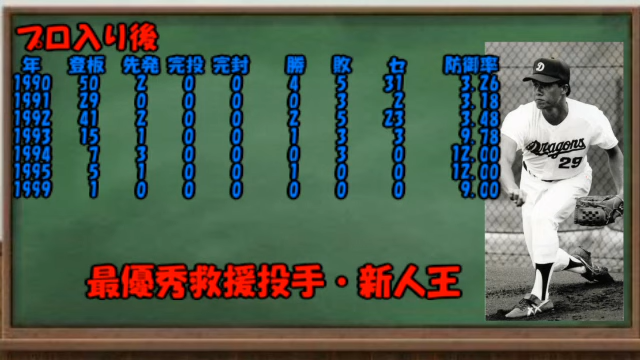 プロ入り後
年 登板 先発 完投 完封 勝 敗 セ 防御率
1990 50 2 0 0 4 5 31 3.26
1991 29 0 0 0 0 3 2 3.18
1992 41 2 0 0 2 5 23 3.48
1993 15 1 0 0 1 3 3 9.78
1994 7 3 0 0 0 3 0 12.00
1995 5 1 0 0 1 0 0 12.00
1999 1 0 0 0 0 0 0 9.00
D
Dragons
29
最優秀救援投手・新人王